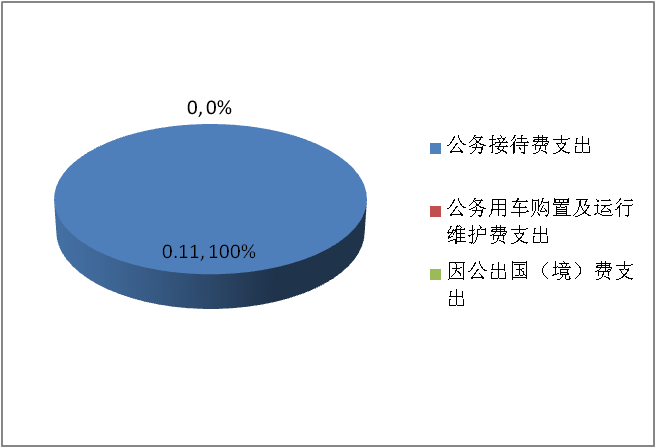 0, 0%
0.11, 100%
公务接待费支出
公务用车购置及运行
维护费支出
因公出国（境）费支
出